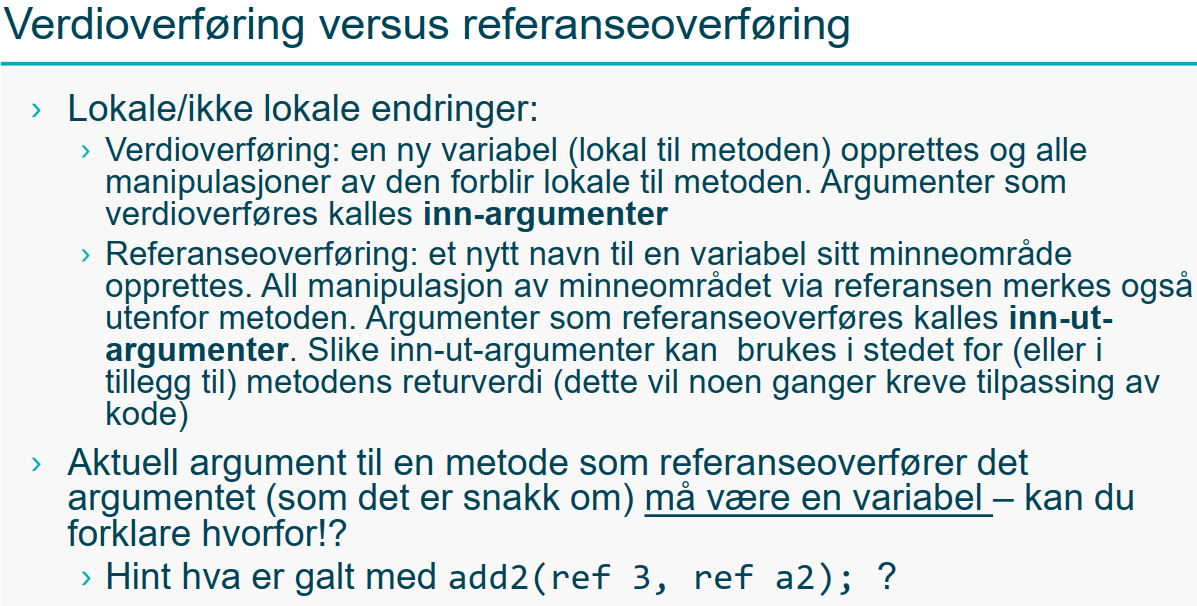 Verdioverføring versus referanseoverføring
› Lokale/ikke lokale endringer:
› Verdioverføring: en ny variabel (lokal til metoden) opprettes og alle
manipulasjoner av den forblir lokale til metoden. Argumenter som
verdioverføres kalles inn-argumenter
› Referanseoverføring: et nytt navn til en variabel sitt minneområde
opprettes. All manipulasjon av minneområdet via referansen merkes også
utenfor metoden. Argumenter som referanseoverføres kalles inn-ut-
argumenter. Slike inn-ut-argumenter kan  brukes i stedet for (eller i
tillegg til) metodens returverdi (dette vil noen ganger kreve tilpassing av
kode)
› Aktuell argument til en metode som referanseoverfører det
argumentet (som det er snakk om) må være en variabel – kan du
forklare hvorfor!?
› Hint hva er galt med add2(ref 3, ref a2); ?